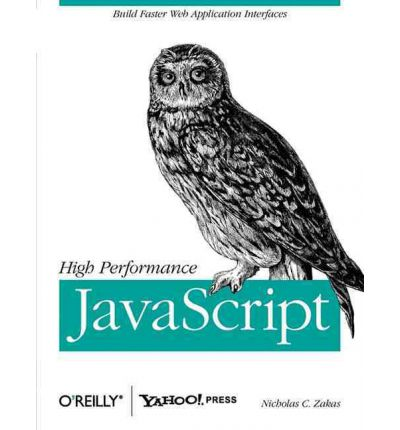 Build Faster Web Application Interfaces
High Performance
JavaScript
O'REILLY®
YAHOO! PRESS
Nicholas C. Zakas